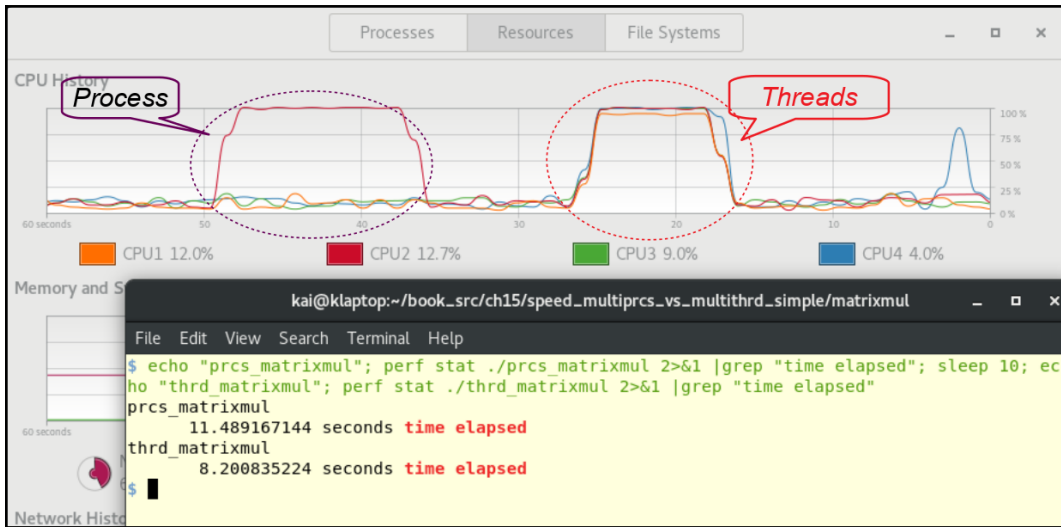 Processes Resources File Systems
CPU History
Process
Threads
100 %
75 %
50 %
25 %
0 %
60 seconds 50 40 30 20 10 0
CPU1 12.0% CPU2 12.7% CPU3 9.0% CPU4 4.0%
Memory and S
kai@klaptop:~/book_src/ch15/speed_multiprcs_vs_multithrd_simple/matrixmul
File Edit View Search Terminal Help
$ echo "prcs_matrixmul"; perf stat ./prcs_matrixmul 2>&1 |grep "time elapsed"; sleep 10; ec
ho "thrd_matrixmul"; perf stat ./thrd_matrixmul 2>&1 |grep "time elapsed"
prcs_matrixmul
11.489167144 seconds time elapsed
thrd_matrixmul
8.200835224 seconds time elapsed
$
60 seconds
Network Histo